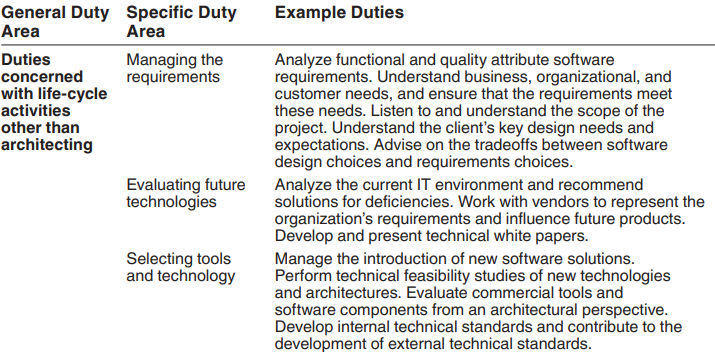 General Duty Area Specific Duty Area Example Duties
Duties concerned with life-cycle activities other than architecting
Managing the requirements
Analyze functional and quality attribute software
requirements. Understand business, organizational, and
customer needs, and ensure that the requirements meet
these needs. Listen to and understand the scope of the
project. Understand the client's key design needs and
expectations. Advise on the tradeoffs between software
design choices and requirements choices.
Evaluating future
technologies
Analyze the current IT environment and recommend
solutions for deficiencies. Work with vendors to represent the
organization's requirements and influence future products.
Develop and present technical white papers.
Selecting tools
and technology
Manage the introduction of new software solutions.
Perform technical feasibility studies of new technologies
and architectures. Evaluate commercial tools and
software components from an architectural perspective.
Develop internal technical standards and contribute to the
development of external technical standards.